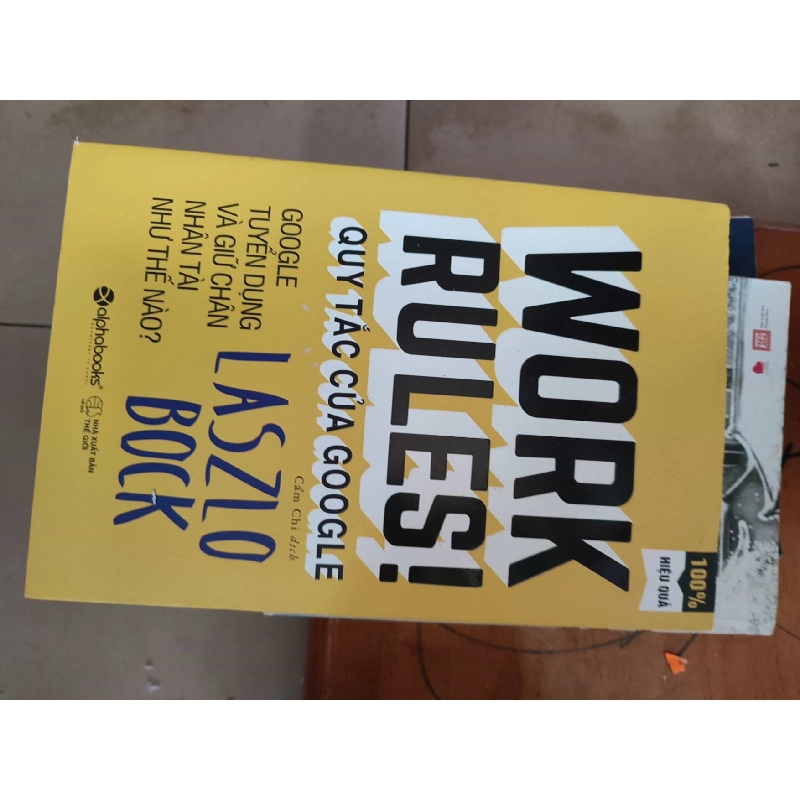 100%
HIỆU QUẢ
WORK
RULES!
QUY TẮC CỦA GOOGLE
Cẩm Chi dịch
GOOGLE
TUYỂN DỤNG
VÀ GIỮ CHÂN
NHÂN TÀI
NHƯ THẾ NÀO?
LASZLO
BOCK
alphabooks®
NHÀ XUẤT BẢN
THẾ GIỚI